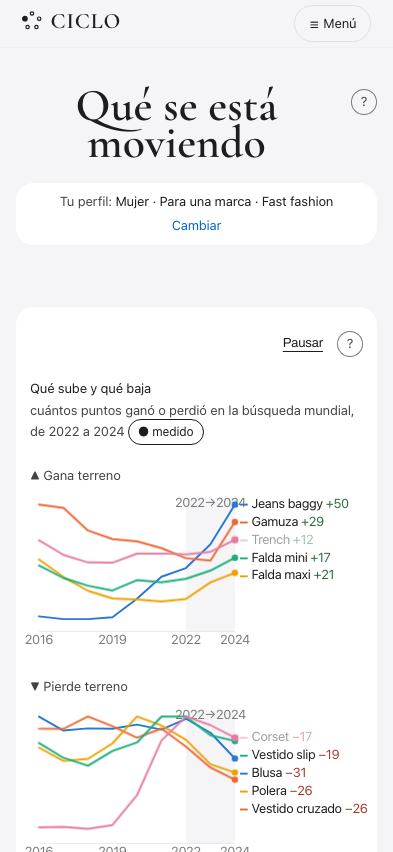 CICLO
≡ Menú
Qué se está
moviendo
?
Tu perfil: Mujer · Para una marca · Fast fashion
Cambiar
Pausar
?
Qué sube y qué baja
cuántos puntos ganó o perdió en la búsqueda mundial,
de 2022 a 2024 ● medido
▲ Gana terreno
2022→2024
Jeans baggy +50
Gamuza +29
Trench +12
Falda mini +17
Falda maxi +21
2016 2019 2022 2024
▼ Pierde terreno
2022→2024
Corset −17
Vestido slip −19
Blusa −31
Polera −26
Vestido cruzado −26
2016 2019 2022 2024